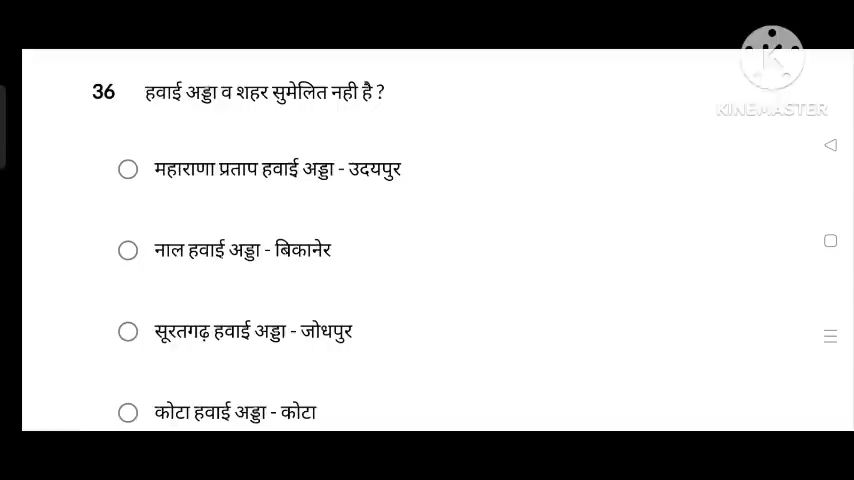 KINEMASTER
36 हवाई अड्डा व शहर सुमेलित नही है ?
महाराणा प्रताप हवाई अड्डा - उदयपुर
नाल हवाई अड्डा - बिकानेर
सूरतगढ़ हवाई अड्डा - जोधपुर
कोटा हवाई अड्डा - कोटा